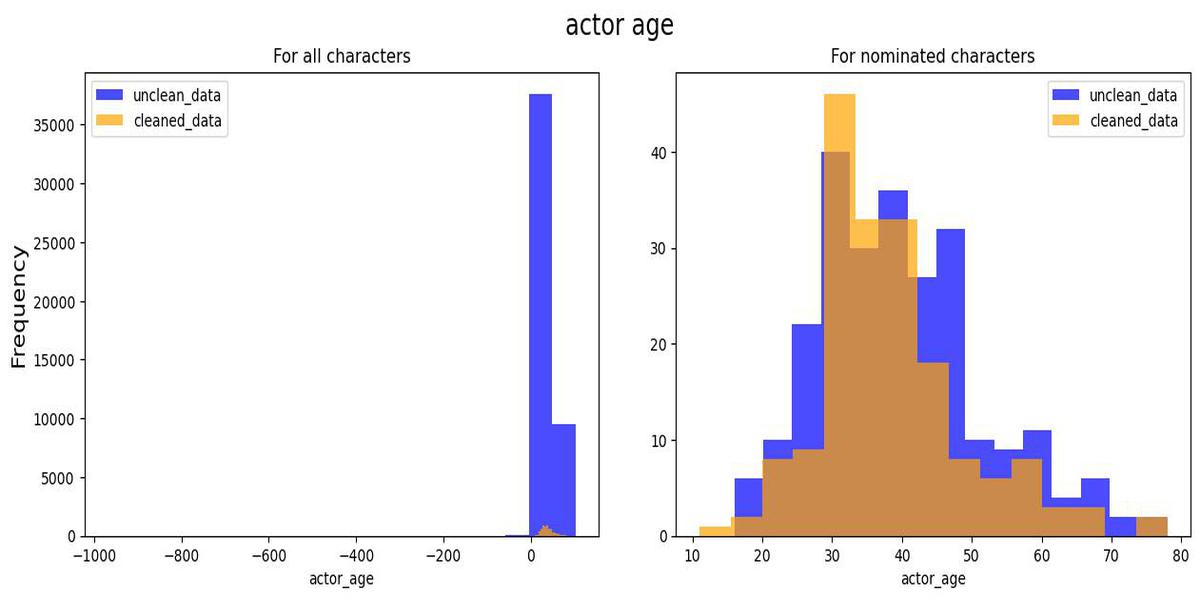 actor age
For all characters
unclean_data
cleaned_data
Frequency
35000
30000
25000
20000
15000
10000
5000
0
−1000 −800 −600 −400 −200 0
actor_age
For nominated characters
unclean_data
cleaned_data
40
30
20
10
0
10 20 30 40 50 60 70 80
actor_age